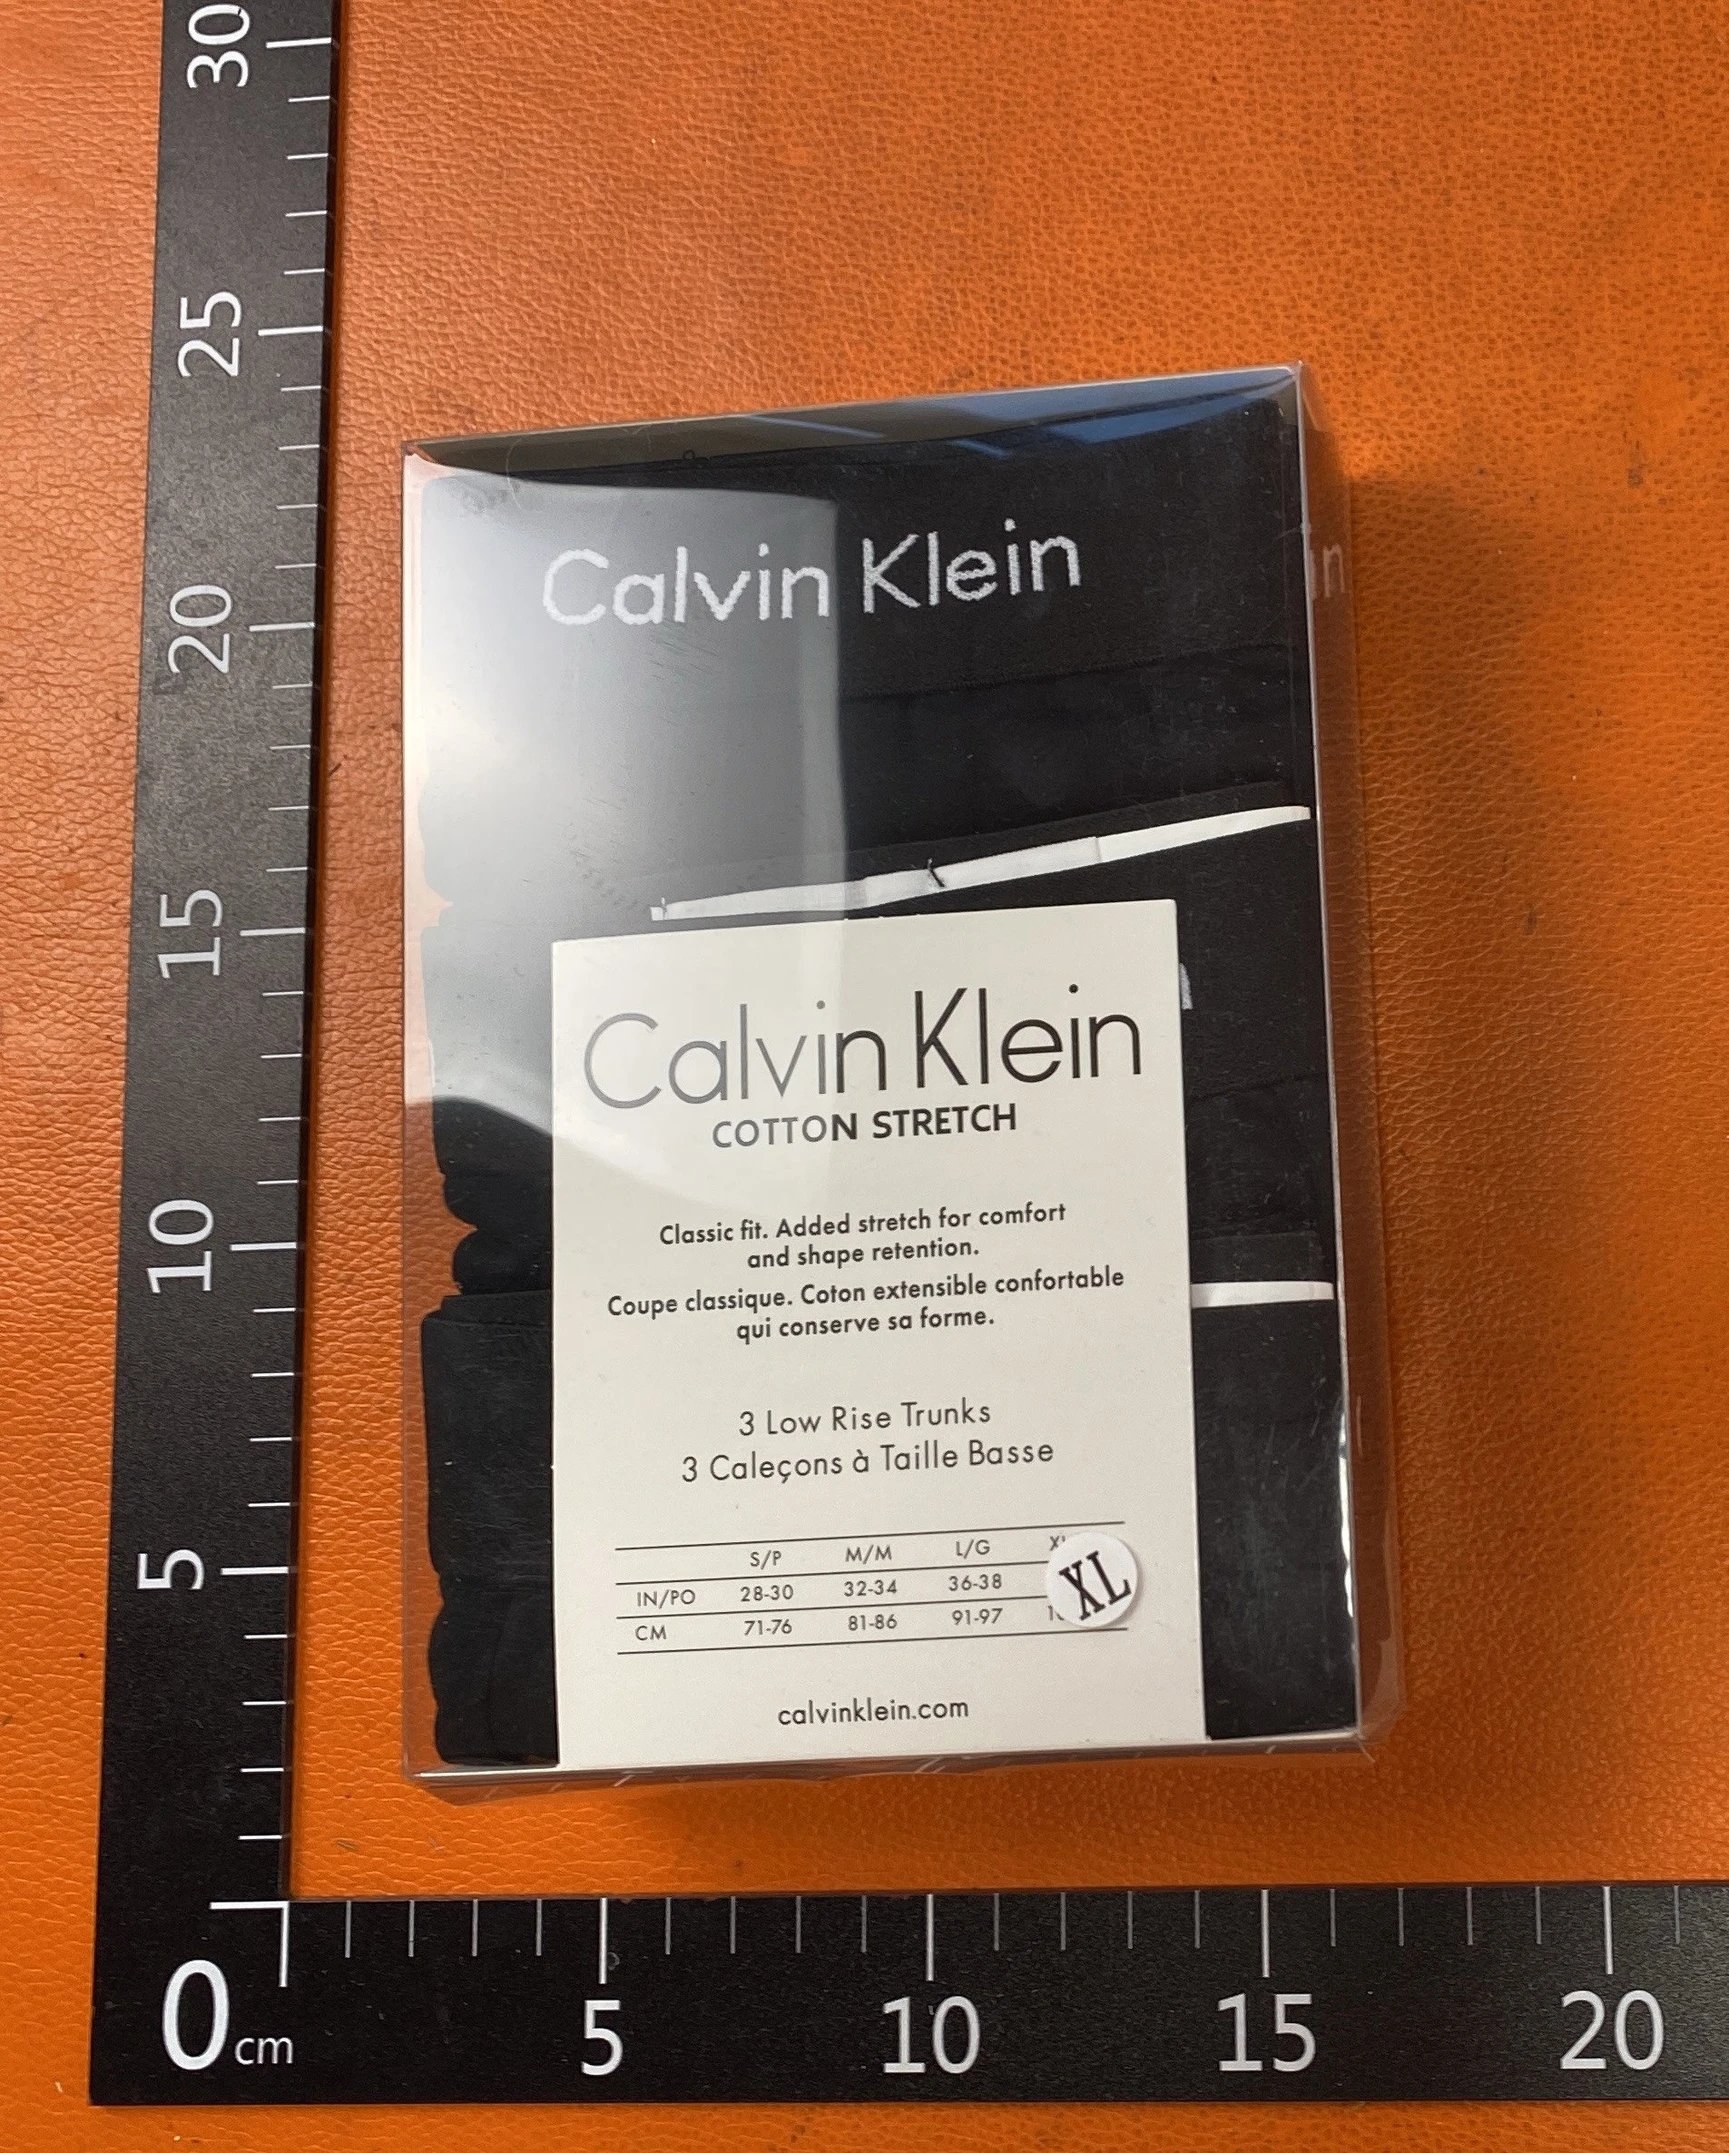 30
25
20
15
10
5
0 cm
5
10
15
20
Calvin Klein
in
Calvin Klein
COTTON STRETCH
Classic fit. Added stretch for comfort
and shape retention.
Coupe classique. Coton extensible confortable
qui conserve sa forme.
3 Low Rise Trunks
3 Caleçons à Taille Basse
S/P M/M L/G
IN/PO 28-30 32-34 36-38
CM 71-76 81-86 91-97
XL
calvinklein.com